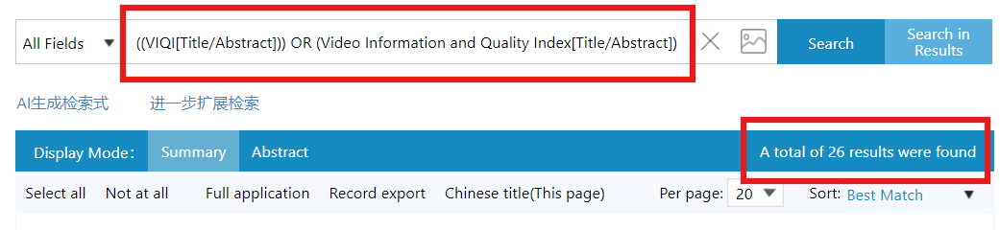 All Fields ▼ ((VIQI[Title/Abstract])) OR (Video Information and Quality Index[Title/Abstract]) Search Search in
Results
AI生成检索式 进一步扩展检索
Display Mode： Summary Abstract A total of 26 results were found
Select all Not at all Full application Record export Chinese title(This page) Per page: 20 ▼ Sort: Best Match ▼